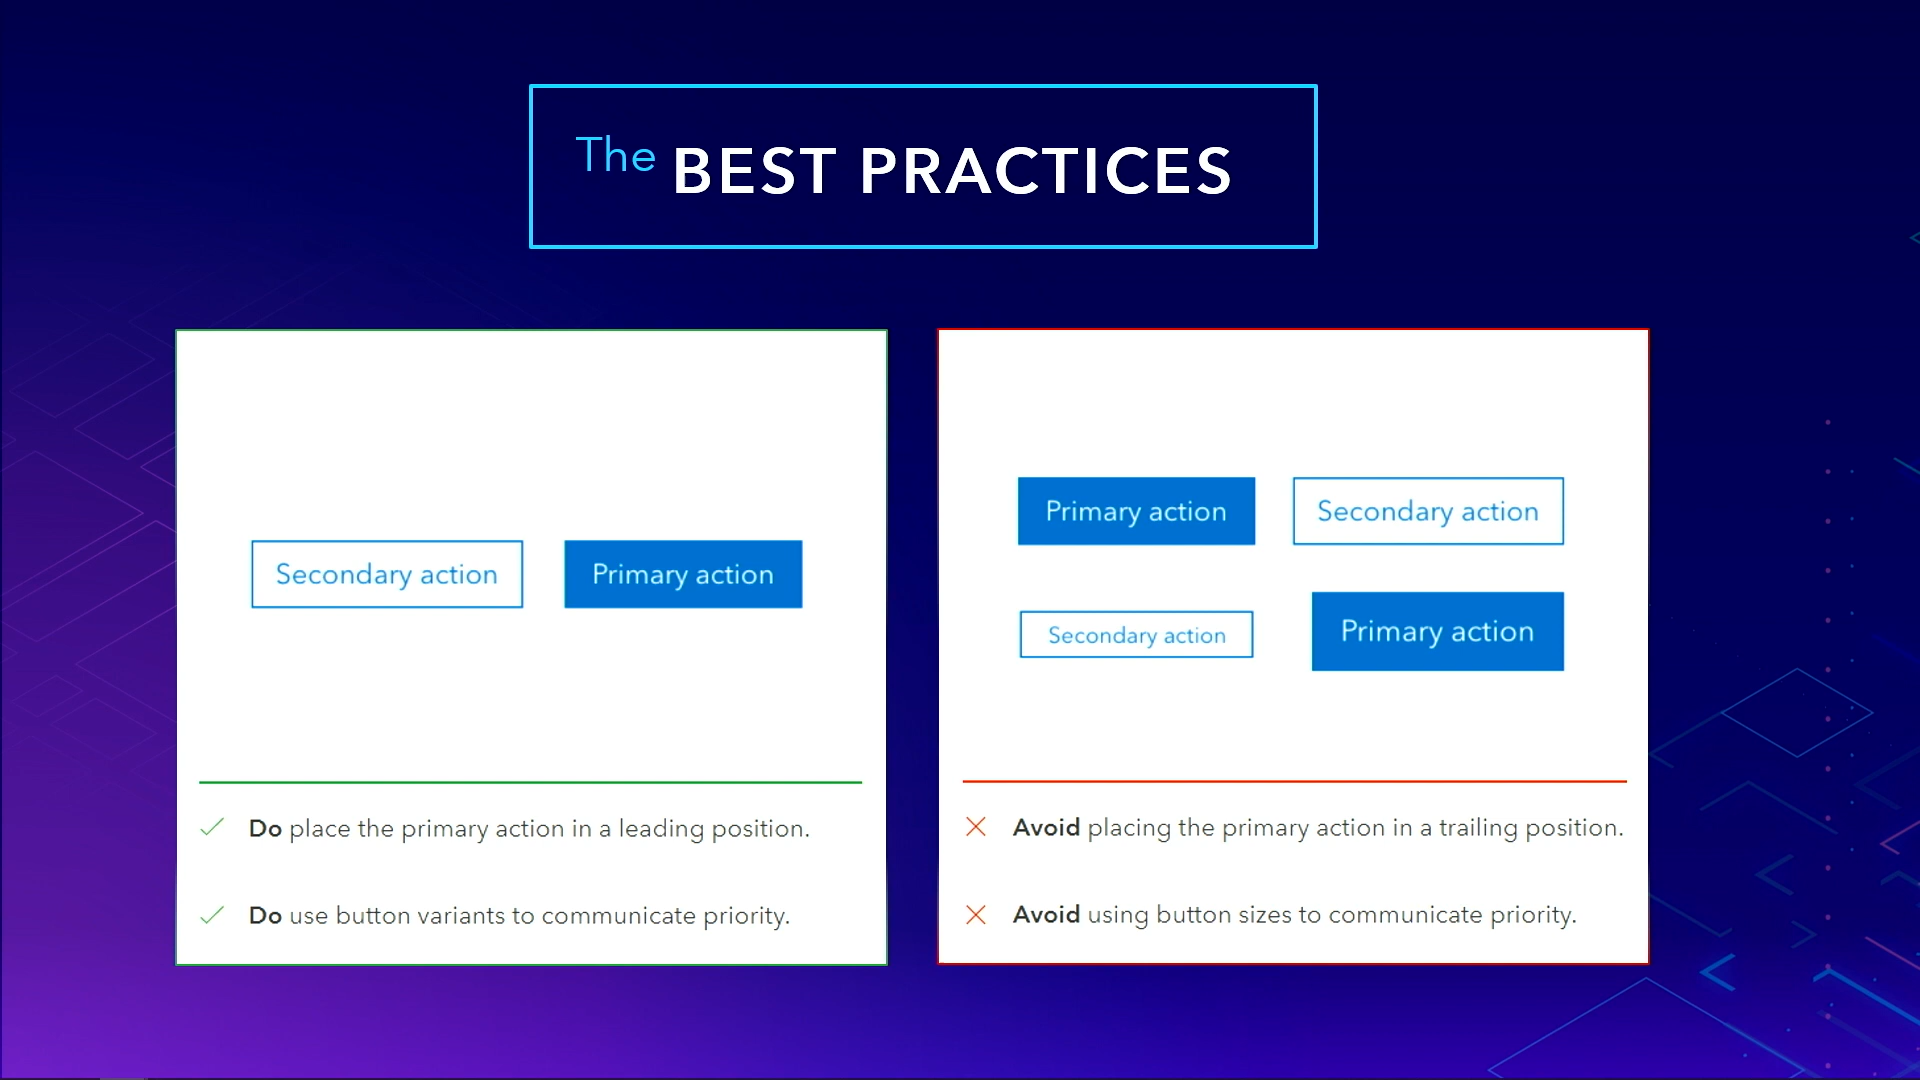 The BEST PRACTICES
Secondary action
Primary action
Do place the primary action in a leading position.
Do use button variants to communicate priority.
Primary action
Secondary action
Secondary action
Primary action
Avoid placing the primary action in a trailing position.
Avoid using button sizes to communicate priority.